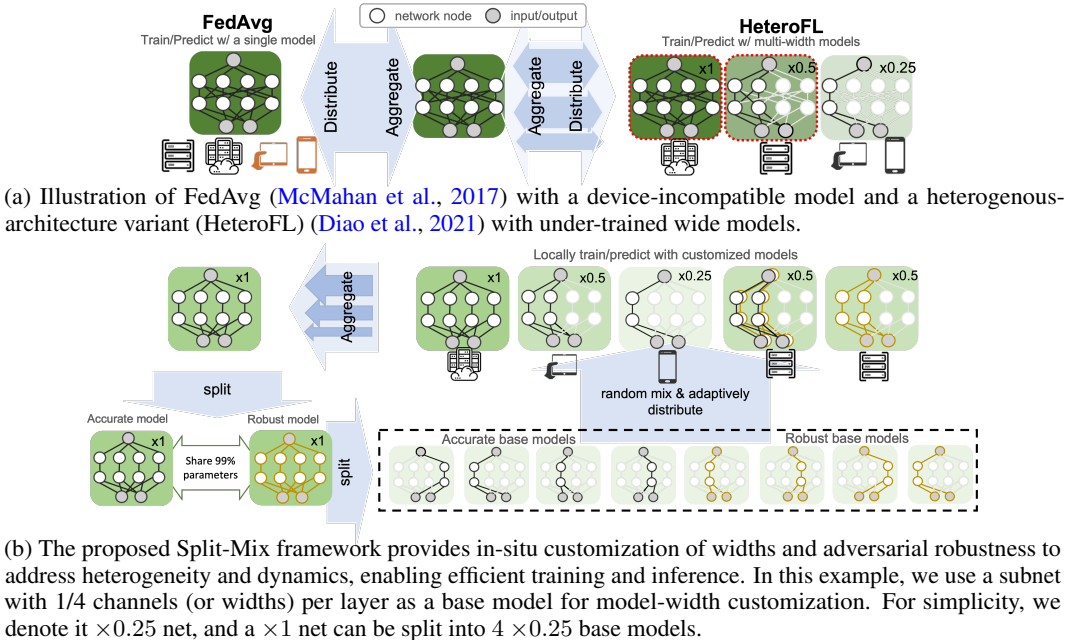 network node input/output
FedAvg
Train/Predict w/ a single model
Distribute
Aggregate
Aggregate
Distribute
HeteroFL
Train/Predict w/ multi-width models
x1
x0.5
x0.25
(a) Illustration of FedAvg (McMahan et al., 2017) with a device-incompatible model and a heterogenous-
architecture variant (HeteroFL) (Diao et al., 2021) with under-trained wide models.
x1
Aggregate
Locally train/predict with customized models
x1
x0.5
x0.25
x0.5
x0.5
split
random mix & adaptively
distribute
Accurate model
x1
Share 99%
parameters
Robust model
x1
split
Accurate base models
Robust base models
(b) The proposed Split-Mix framework provides in-situ customization of widths and adversarial robustness to
address heterogeneity and dynamics, enabling efficient training and inference. In this example, we use a subnet
with 1/4 channels (or widths) per layer as a base model for model-width customization. For simplicity, we
denote it ×0.25 net, and a ×1 net can be split into 4 ×0.25 base models.